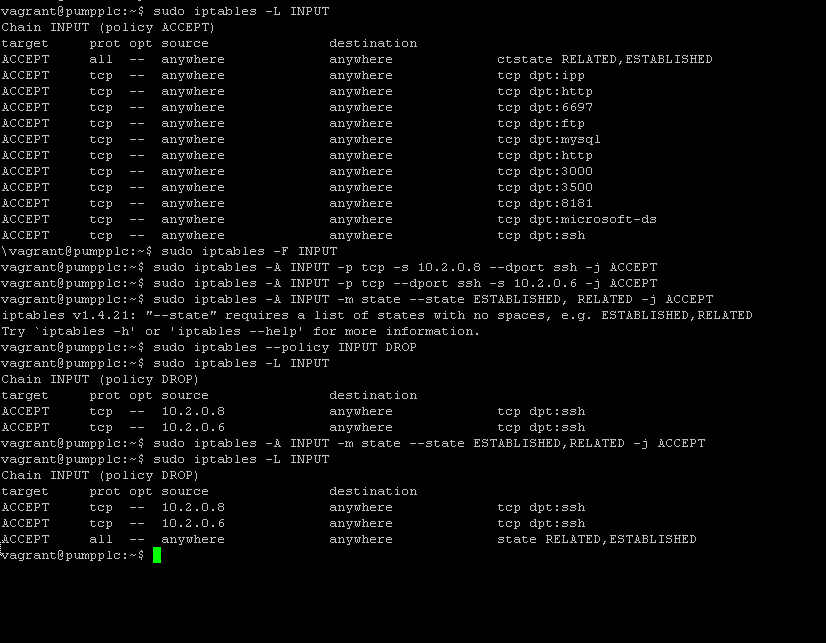 vagrant@pumpplc:~$ sudo iptables -L INPUT
Chain INPUT (policy ACCEPT)
target     prot opt source               destination
ACCEPT     all  --  anywhere             anywhere             ctstate RELATED,ESTABLISHED
ACCEPT     tcp  --  anywhere             anywhere             tcp dpt:ipp
ACCEPT     tcp  --  anywhere             anywhere             tcp dpt:http
ACCEPT     tcp  --  anywhere             anywhere             tcp dpt:6697
ACCEPT     tcp  --  anywhere             anywhere             tcp dpt:ftp
ACCEPT     tcp  --  anywhere             anywhere             tcp dpt:mysql
ACCEPT     tcp  --  anywhere             anywhere             tcp dpt:http
ACCEPT     tcp  --  anywhere             anywhere             tcp dpt:3000
ACCEPT     tcp  --  anywhere             anywhere             tcp dpt:3500
ACCEPT     tcp  --  anywhere             anywhere             tcp dpt:8181
ACCEPT     tcp  --  anywhere             anywhere             tcp dpt:microsoft-ds
ACCEPT     tcp  --  anywhere             anywhere             tcp dpt:ssh
\vagrant@pumpplc:~$ sudo iptables -F INPUT
vagrant@pumpplc:~$ sudo iptables -A INPUT -p tcp -s 10.2.0.8 --dport ssh -j ACCEPT
vagrant@pumpplc:~$ sudo iptables -A INPUT -p tcp --dport ssh -s 10.2.0.6 -j ACCEPT
vagrant@pumpplc:~$ sudo iptables -A INPUT -m state --state ESTABLISHED, RELATED -j ACCEPT
iptables v1.4.21: "--state" requires a list of states with no spaces, e.g. ESTABLISHED,RELATED
Try `iptables -h' or 'iptables --help' for more information.
vagrant@pumpplc:~$ sudo iptables --policy INPUT DROP
vagrant@pumpplc:~$ sudo iptables -L INPUT
Chain INPUT (policy DROP)
target     prot opt source               destination
ACCEPT     tcp  --  10.2.0.8             anywhere             tcp dpt:ssh
ACCEPT     tcp  --  10.2.0.6             anywhere             tcp dpt:ssh
vagrant@pumpplc:~$ sudo iptables -A INPUT -m state --state ESTABLISHED,RELATED -j ACCEPT
vagrant@pumpplc:~$ sudo iptables -L INPUT
Chain INPUT (policy DROP)
target     prot opt source               destination
ACCEPT     tcp  --  10.2.0.8             anywhere             tcp dpt:ssh
ACCEPT     tcp  --  10.2.0.6             anywhere             tcp dpt:ssh
ACCEPT     all  --  anywhere             anywhere             state RELATED,ESTABLISHED
vagrant@pumpplc:~$